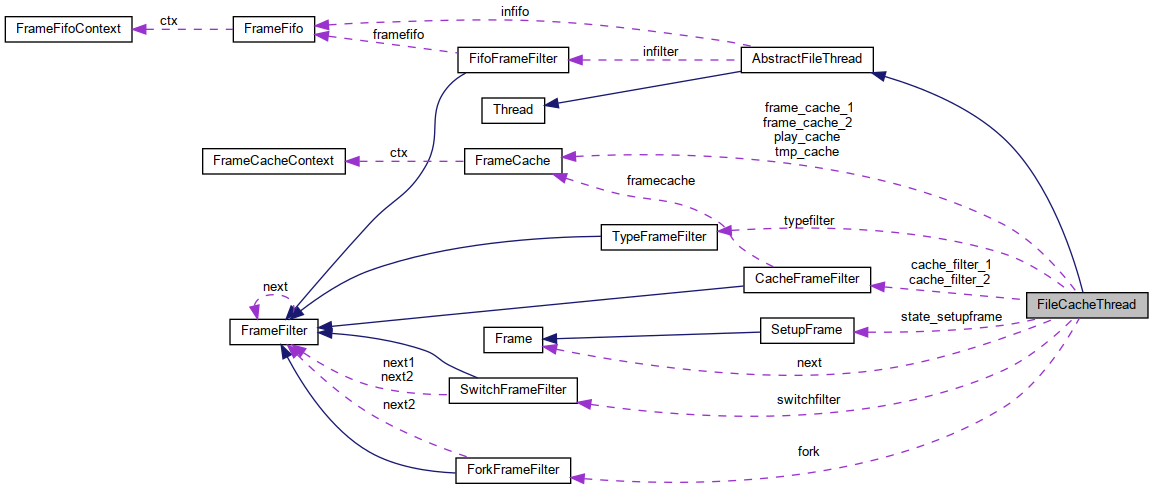 infifo
FrameFifoContext
ctx
FrameFifo
framefifo
FifoFrameFilter
infilter
AbstractFileThread
Thread
frame_cache_1
frame_cache_2
play_cache
tmp_cache
FrameCacheContext
ctx
FrameCache
framecache
typefilter
TypeFrameFilter
cache_filter_1
cache_filter_2
CacheFrameFilter
next
FileCacheThread
FrameFilter
state_setupframe
SetupFrame
Frame
next1
next2
next
SwitchFrameFilter
switchfilter
next2
fork
ForkFrameFilter